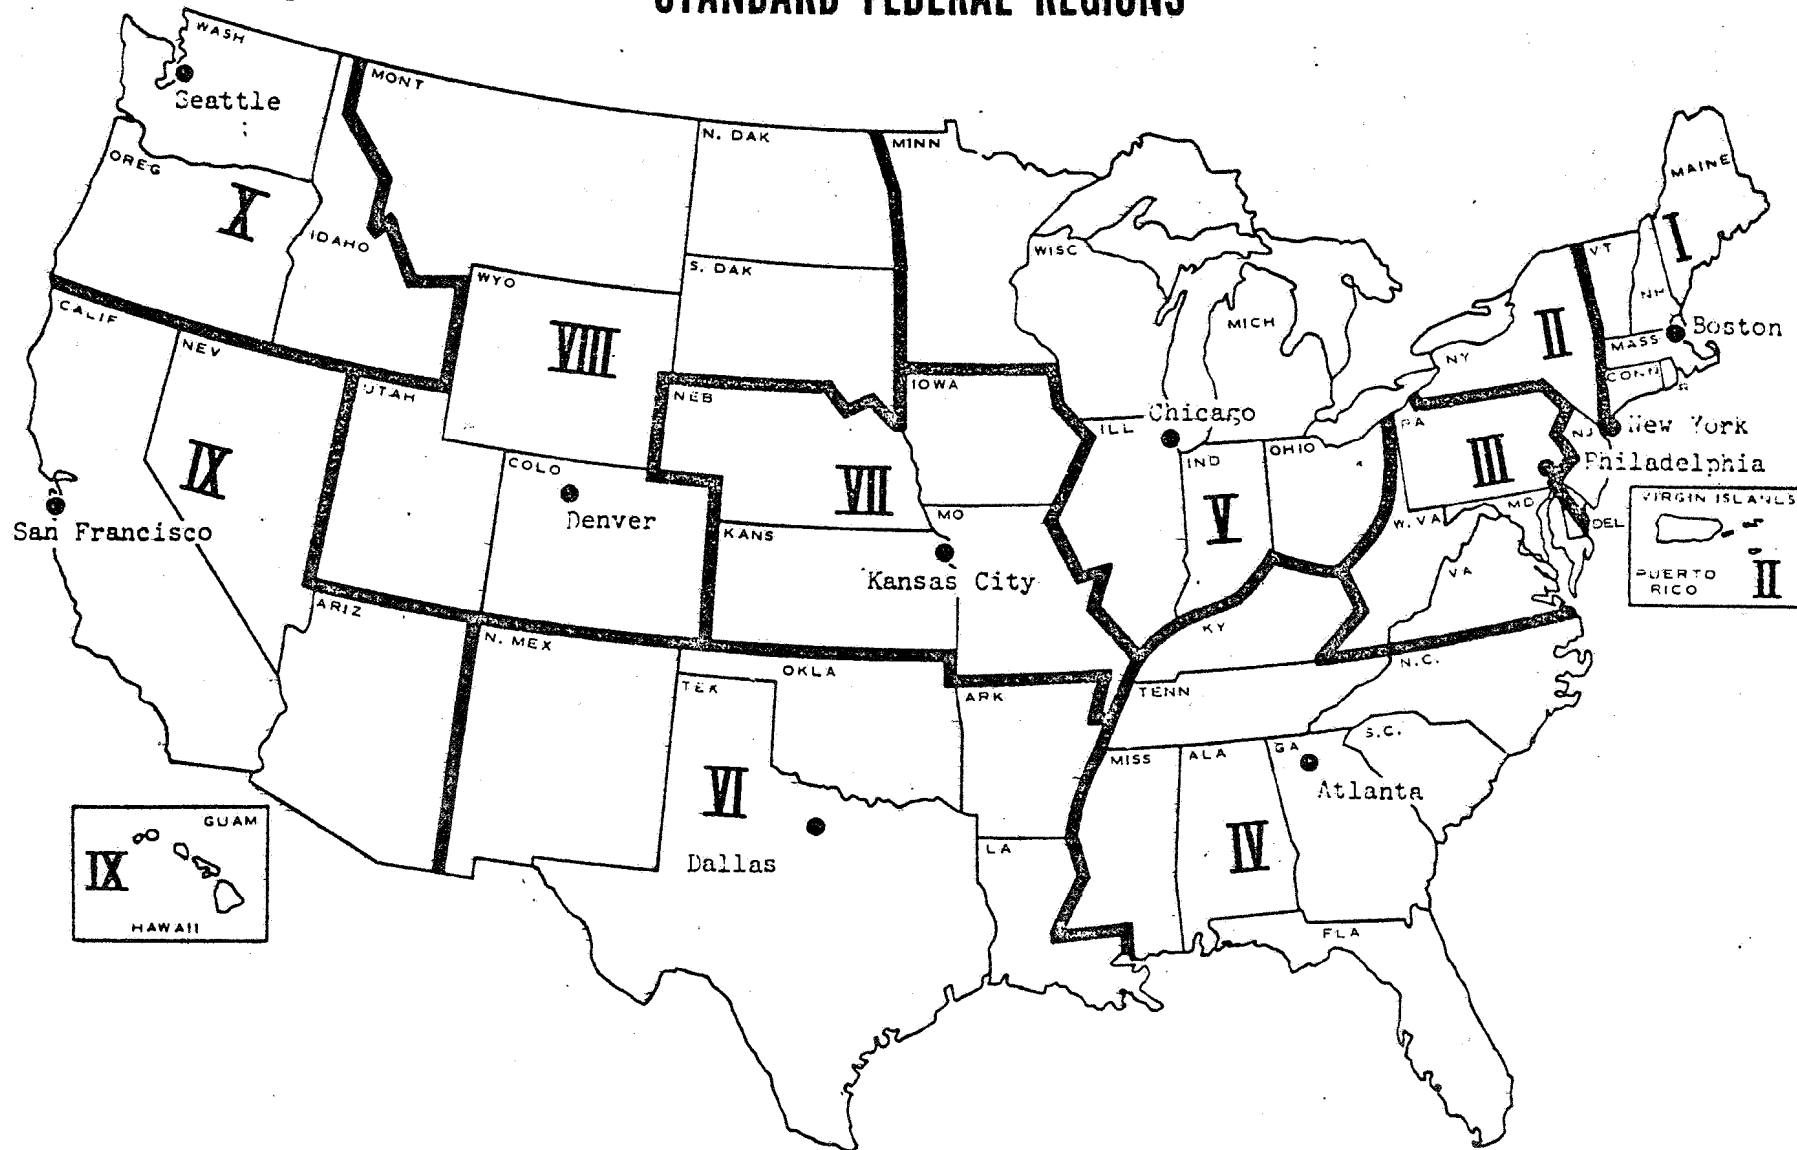 STANDARD FEDERAL REGIONS
WASH
Seattle
MONT
N. DAK
MINN
OREG
X
IDAHO
MAINE
I
WISC
VT
S. DAK
WYO
NH
CALIF
VIII
MICH
II
Boston
NEV
MASS
NY
CONN
IOWA
UTAH
NEB
Chicago
ILL
PA
NJ
New York
IX
COLO
VII
IND
OHIO
III
Philadelphia
Denver
V
MO
MD
VIRGIN ISLANDS
San Francisco
KANS
W. VA
DEL
Kansas City
VA
PUERTO
RICO
II
ARIZ
N. MEX
KY
OKLA
N.C.
TEX
ARK
TENN
S.C.
MISS
ALA
GA
VI
Atlanta
GUAM
IX
HAWAII
Dallas
LA
IV
FLA